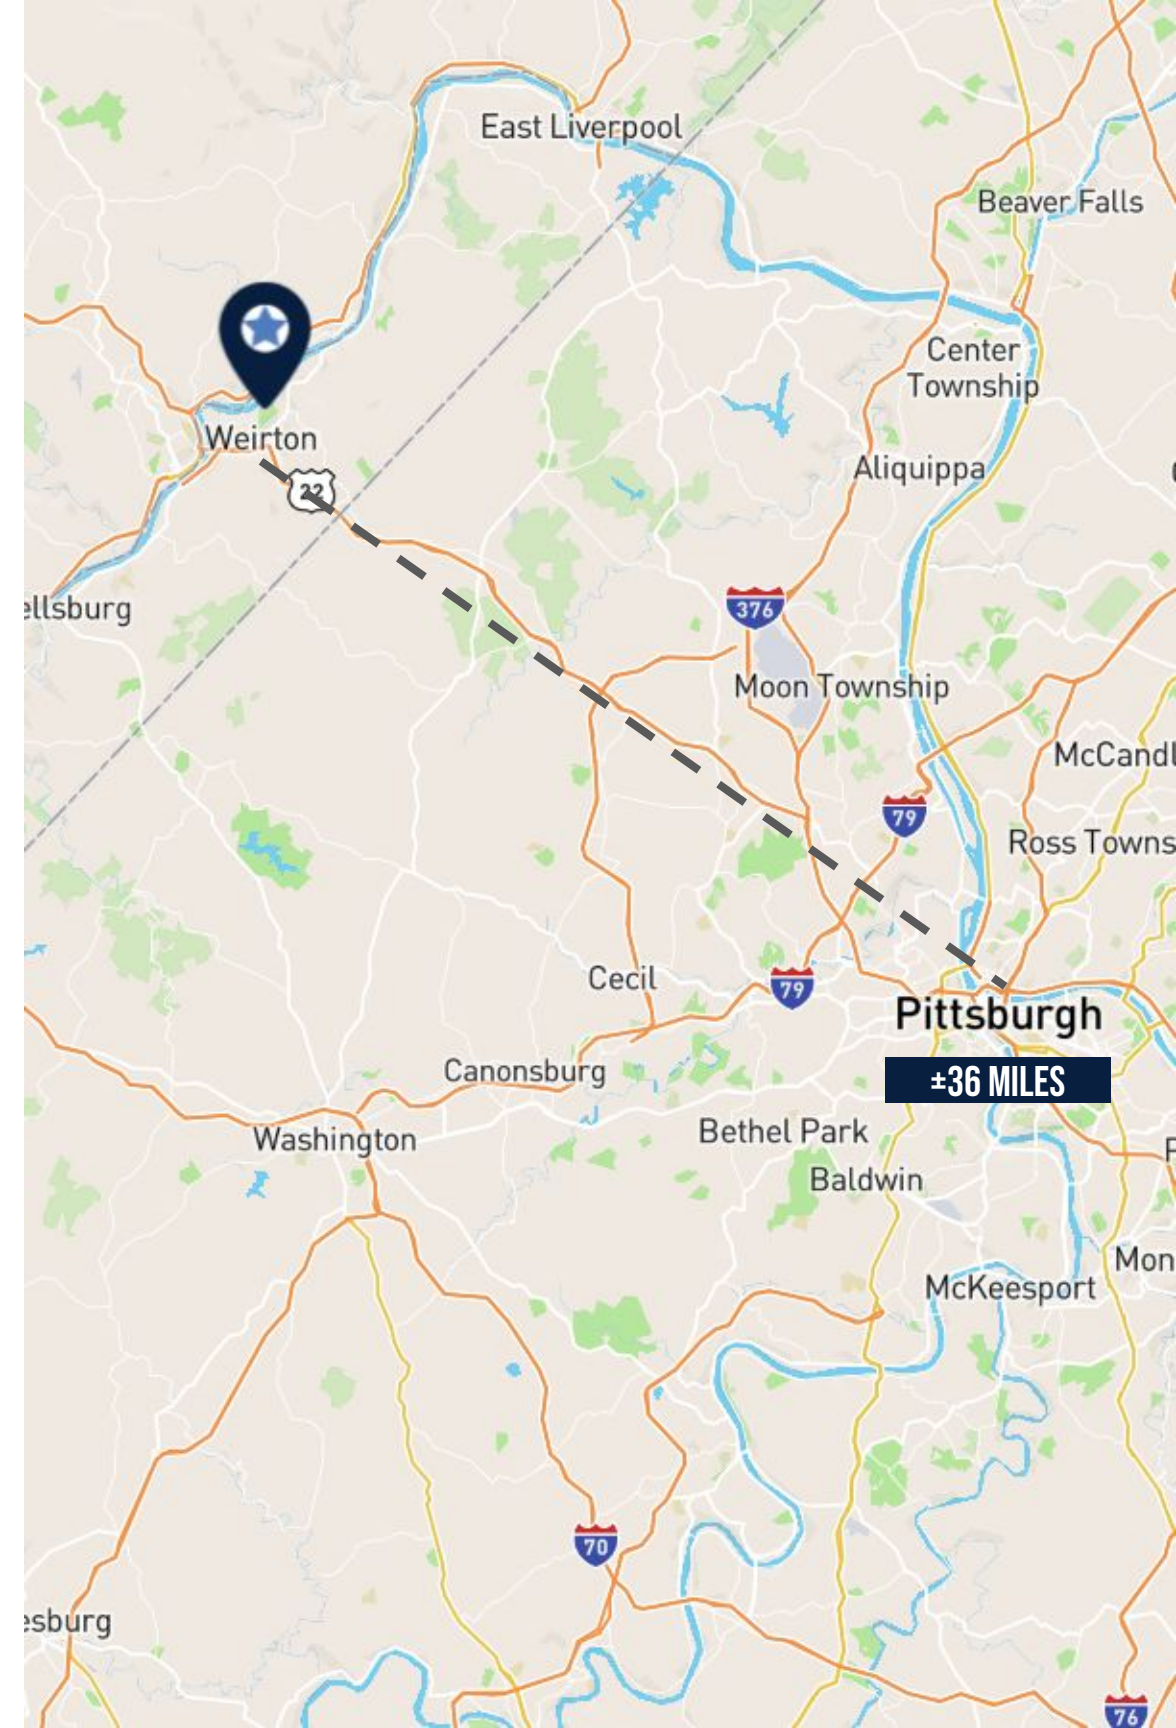 East Liverpool
Beaver Falls
Center
Township
Weirton
Aliquippa
22
ellsburg
376
Moon Township
McCandl
79
Ross Towns
Cecil
79
Pittsburgh
Canonsburg
±36 MILES
Washington
Bethel Park
Baldwin
Mon
McKeesport
70
esburg
76